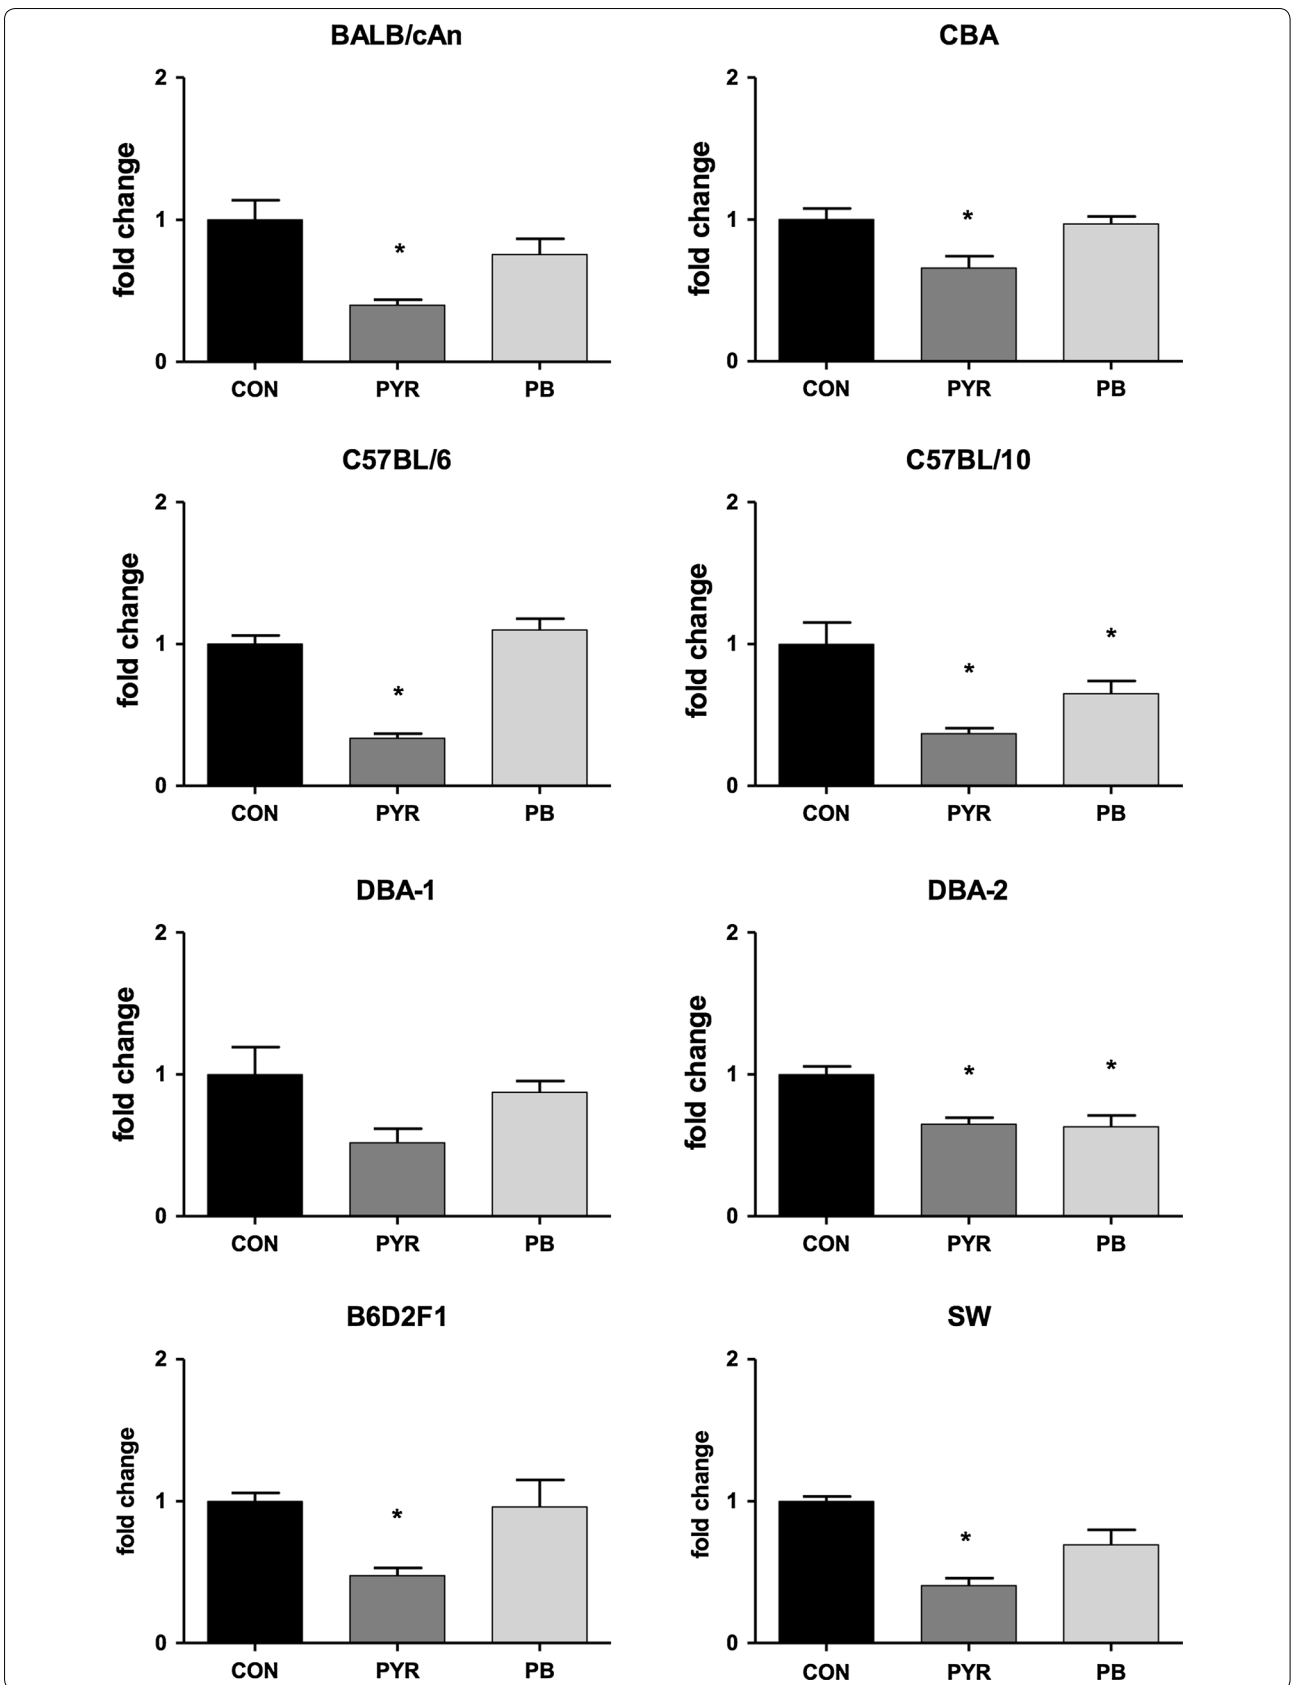 BALB/cAn
2
1
0
fold change
*
CON PYR PB
CBA
2
1
0
fold change
*
CON PYR PB
C57BL/6
2
1
0
fold change
*
CON PYR PB
C57BL/10
2
1
0
fold change
*
*
CON PYR PB
DBA-1
2
1
0
fold change
CON PYR PB
DBA-2
2
1
0
fold change
* *
CON PYR PB
B6D2F1
2
1
0
fold change
*
CON PYR PB
SW
2
1
0
fold change
*
CON PYR PB